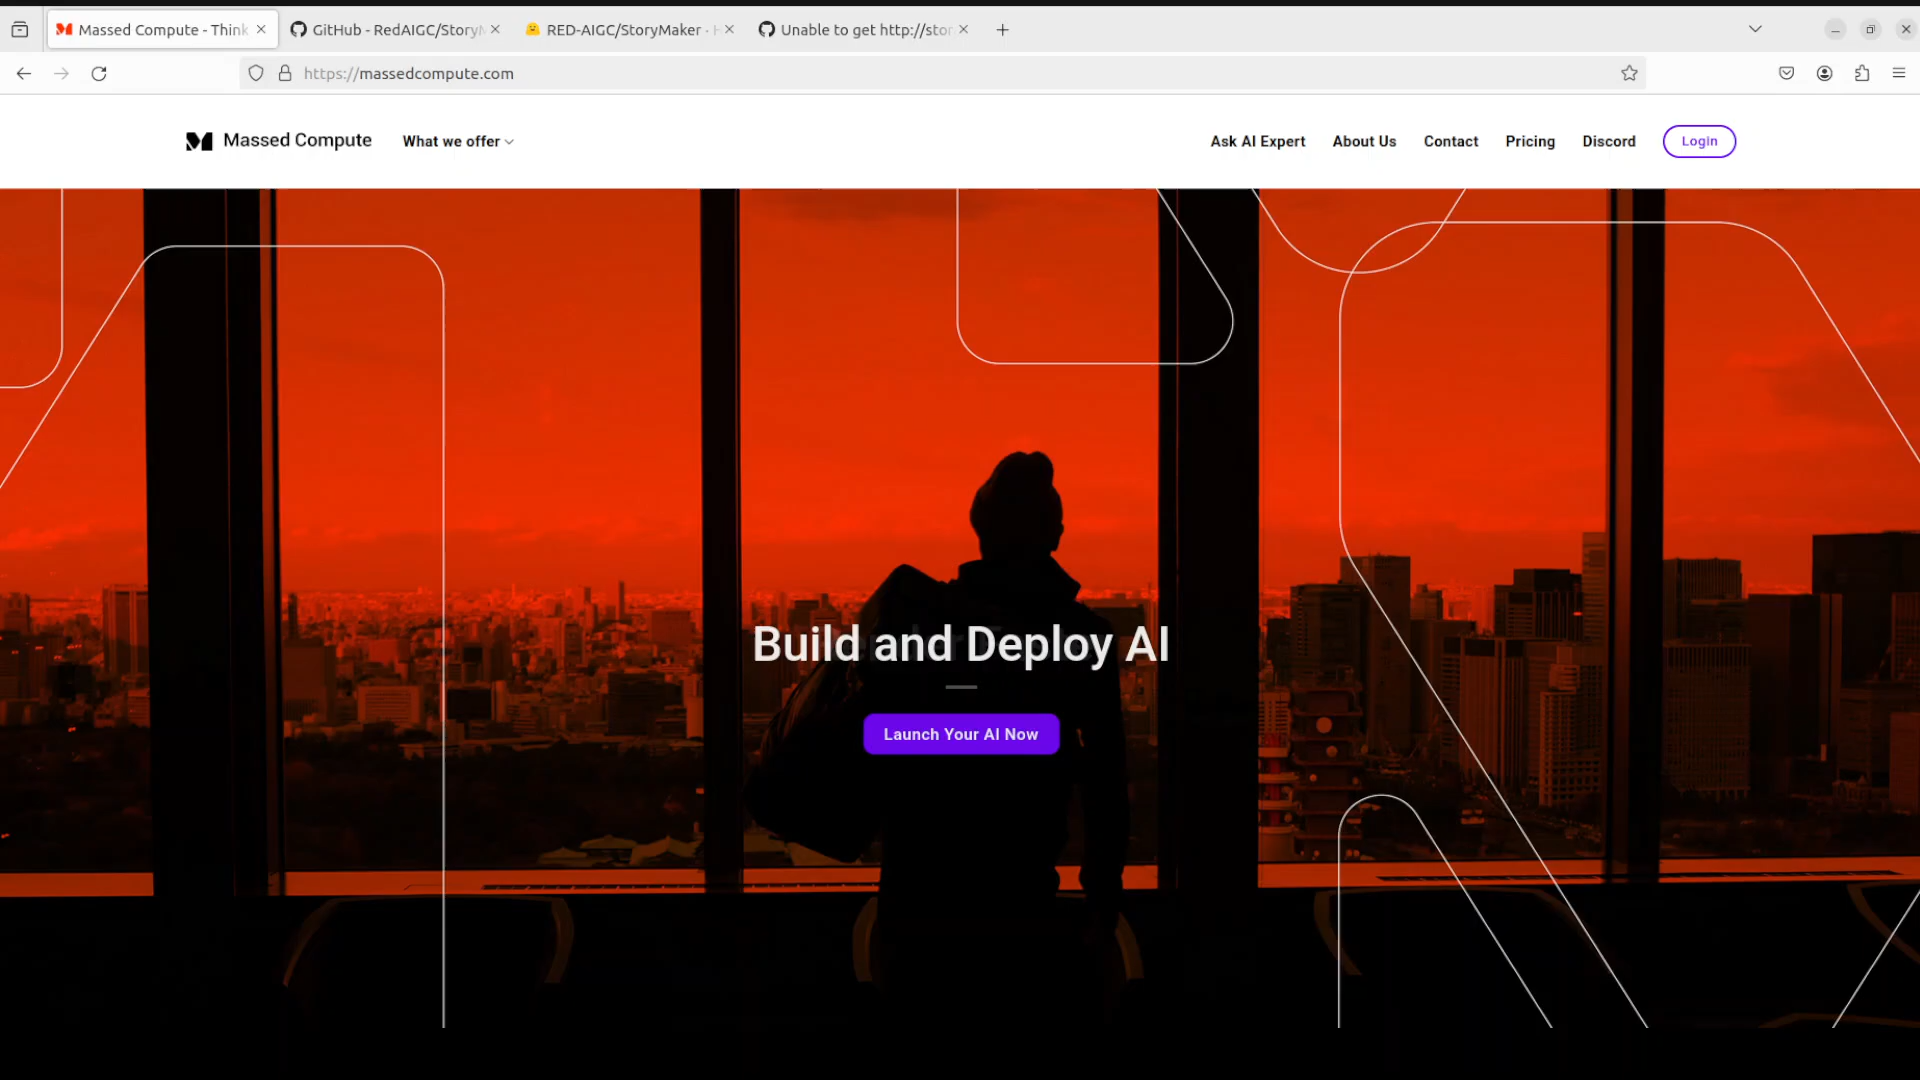 Massed Compute - Think
GitHub - RedAIGC/Story
RED-AIGC/StoryMaker ·
Unable to get http://stor
https://massedcompute.com
Massed Compute
What we offer
Ask AI Expert
About Us
Contact
Pricing
Discord
Login
Build and Deploy AI
Launch Your AI Now